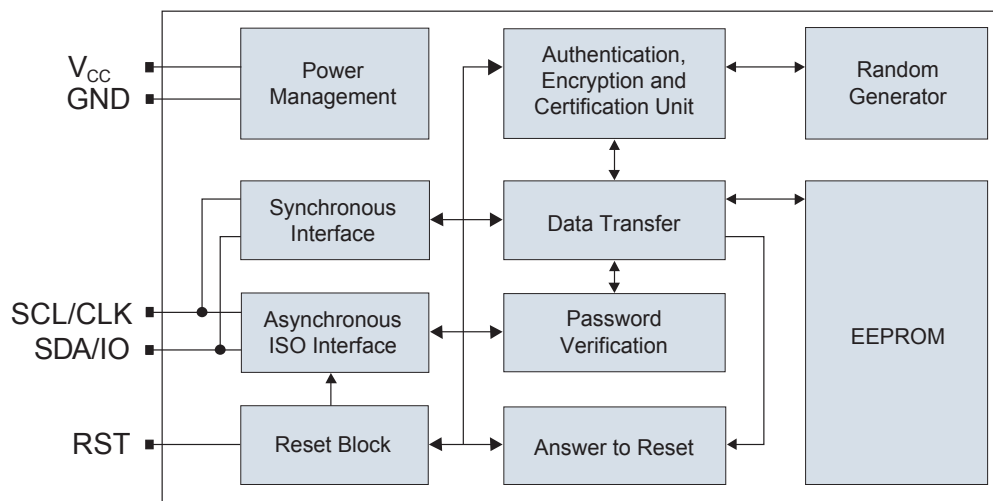 V_CC
GND
Power
Management
Authentication,
Encryption and
Certification Unit
Random
Generator
Synchronous
Interface
Data Transfer
SCL/CLK
SDA/IO
Asynchronous
ISO Interface
Password
Verification
EEPROM
RST
Reset Block
Answer to Reset